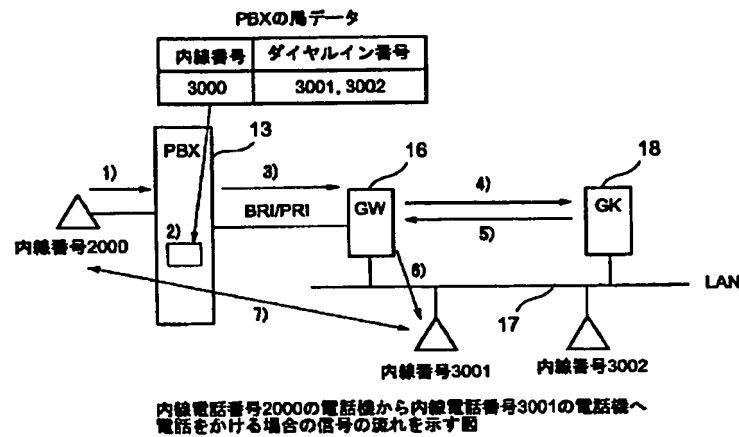 PBXの局データ
内線番号 ダイヤルイン番号
3000 3001, 3002
13
PBX
16
18
1)
3)
4)
GW
GK
BRI/PRI
5)
2)
内線番号2000
6)
LAN
7)
17
内線番号3001
内線番号3002
内線電話番号2000の電話機から内線電話番号3001の電話機へ
電話をかける場合の信号の流れを示す図